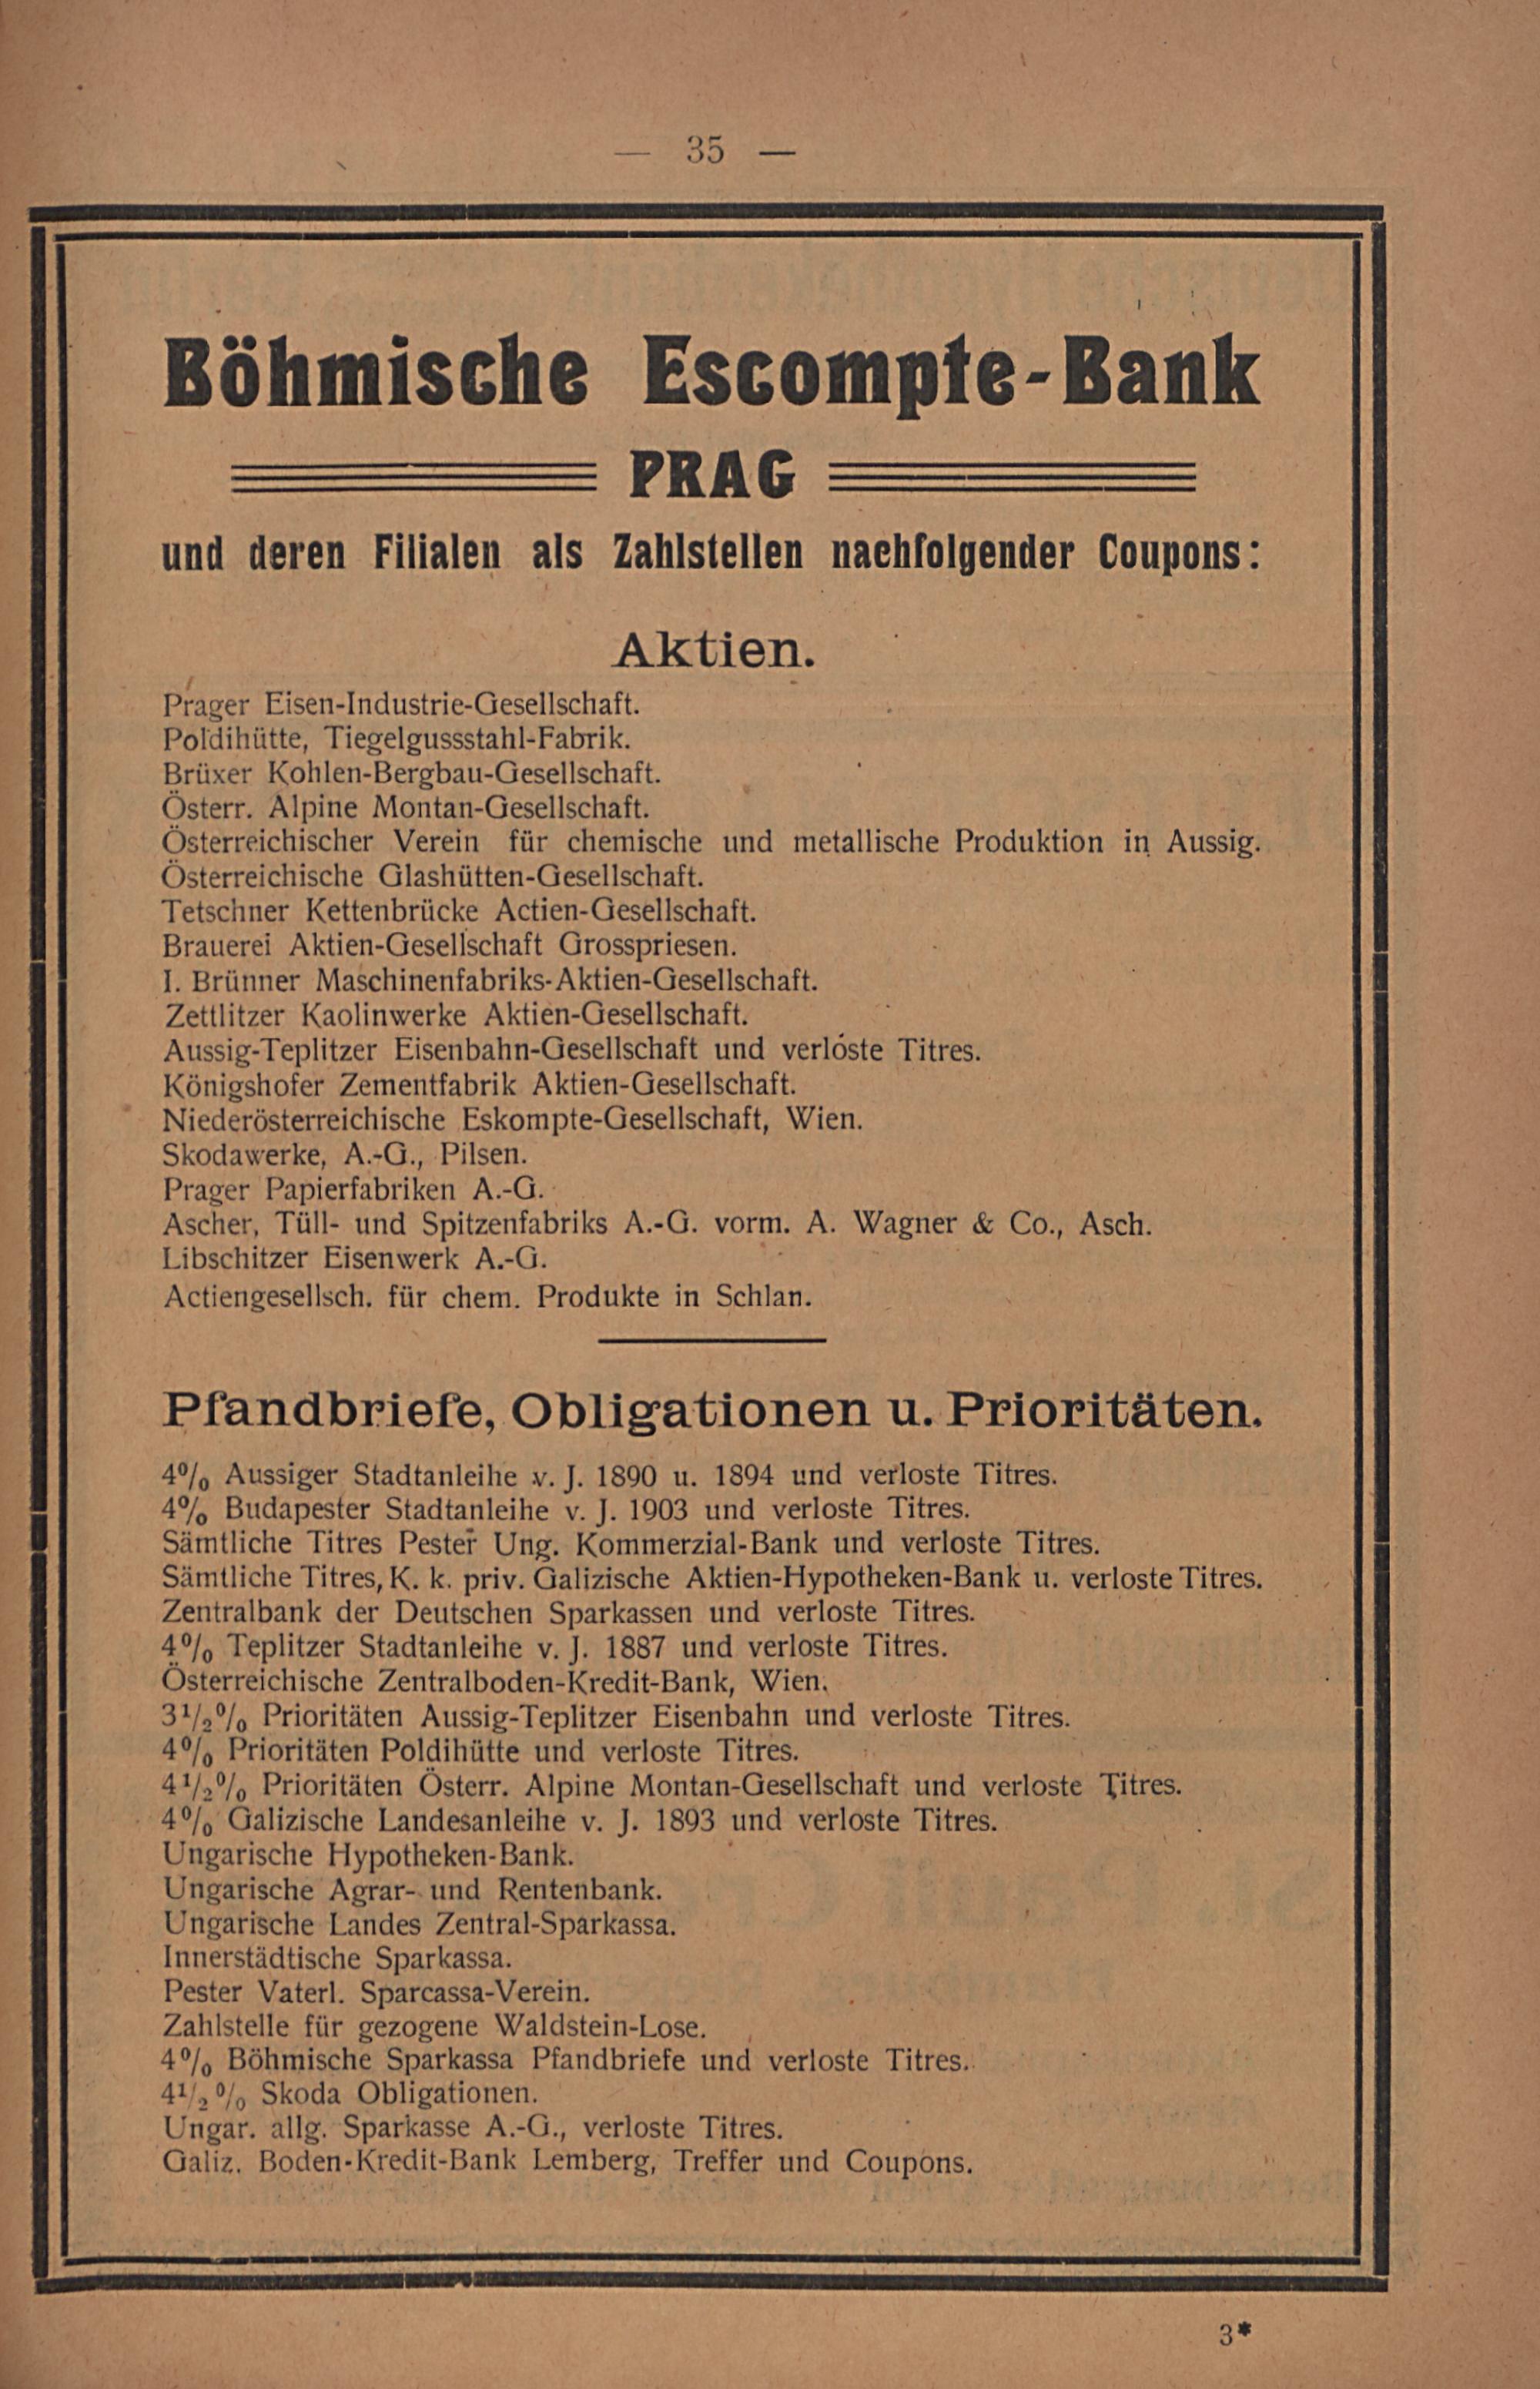 — 35 —
Böhmische Escompte-Bank
PRAG
und deren Filialen als Zahlstellen nachfolgender Coupons:
Aktien.
Prager Eisen-Industrie-Gesellschaft.
Poldihütte, Tiegelgussstahl-Fabrik.
Brüxer Kohlen-Bergbau-Gesellschaft.
Österr. Alpine Montan-Gesellschaft.
Österreichischer Verein für chemische und metallische Produktion in Aussig.
Österreichische Glashütten-Gesellschaft.
Tetschner Kettenbrücke Actien-Gesellschaft.
Brauerei Aktien-Gesellschaft Grosspriesen.
I. Brünner Maschinenfabriks-Aktien-Gesellschaft.
Zettlitzer Kaolinwerke Aktien-Gesellschaft.
Aussig-Teplitzer Eisenbahn-Gesellschaft und verloste Titres.
Königshofer Zementfabrik Aktien-Gesellschaft.
Niederösterreichische Eskompte-Gesellschaft, Wien.
Skodawerke, A.-G., Pilsen.
Prager Papierfabriken A.-G.
Ascher, Tüll- und Spitzenfabriks A.-G. vorm. A. Wagner & Co., Asch.
Libschitzer Eisenwerk A.-G.
Actiengesellsch. für chem. Produkte in Schlan.
Pfandbriefe, Obligationen u. Prioritäten.
4% Aussiger Stadtanleihe v. J. 1890 u. 1894 und verloste Titres.
4% Budapester Stadtanleihe v. J. 1903 und verloste Titres.
Sämtliche Titres Pester Ung. Kommerzial-Bank und verloste Titres.
Sämtliche Titres, K. k. priv. Galizische Aktien-Hypotheken-Bank u. verloste Titres.
Zentralbank der Deutschen Sparkassen und verloste Titres.
4% Teplitzer Stadtanleihe v. J. 1887 und verloste Titres.
Österreichische Zentralboden-Kredit-Bank, Wien.
3½% Prioritäten Aussig-Teplitzer Eisenbahn und verloste Titres.
4% Prioritäten Poldihütte und verloste Titres.
4½% Prioritäten Österr. Alpine Montan-Gesellschaft und verloste Titres.
4% Galizische Landesanleihe v. J. 1893 und verloste Titres.
Ungarische Hypotheken-Bank.
Ungarische Agrar- und Rentenbank.
Ungarische Landes Zentral-Sparkassa.
Innerstädtische Sparkassa.
Pester Vaterl. Sparcassa-Verein.
Zahlstelle für gezogene Waldstein-Lose.
4% Böhmische Sparkassa Pfandbriefe und verloste Titres.
4½% Skoda Obligationen.
Ungar. allg. Sparkasse A.-G., verloste Titres.
Galiz. Boden-Kredit-Bank Lemberg, Treffer und Coupons.
3*